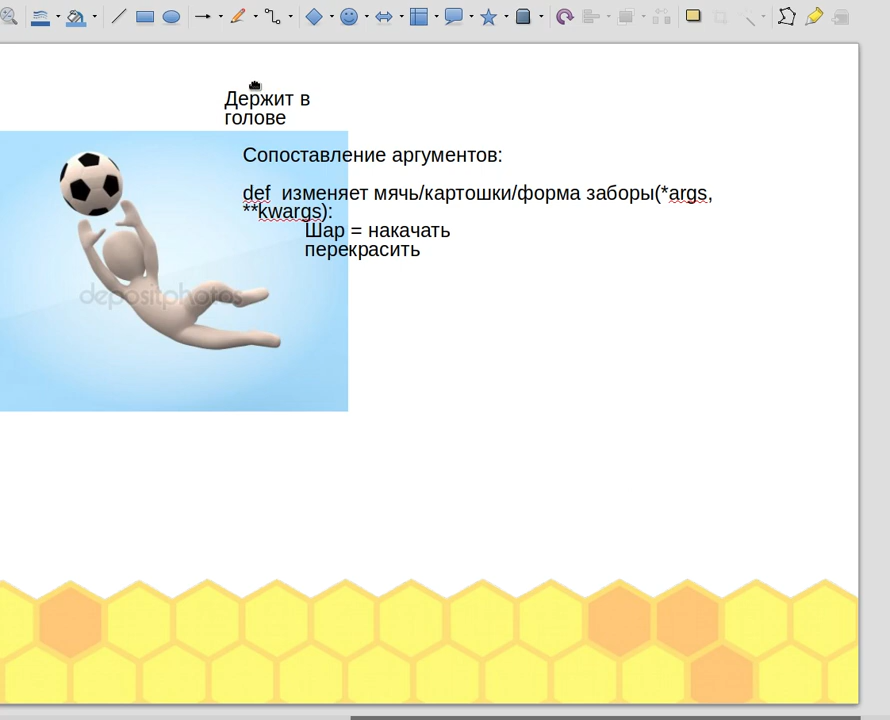 Держит в
голове
Сопоставление аргументов:
def изменяет мячь/картошки/форма заборы(*args,
**kwargs):
Шар = накачать
перекрасить
depositphotos